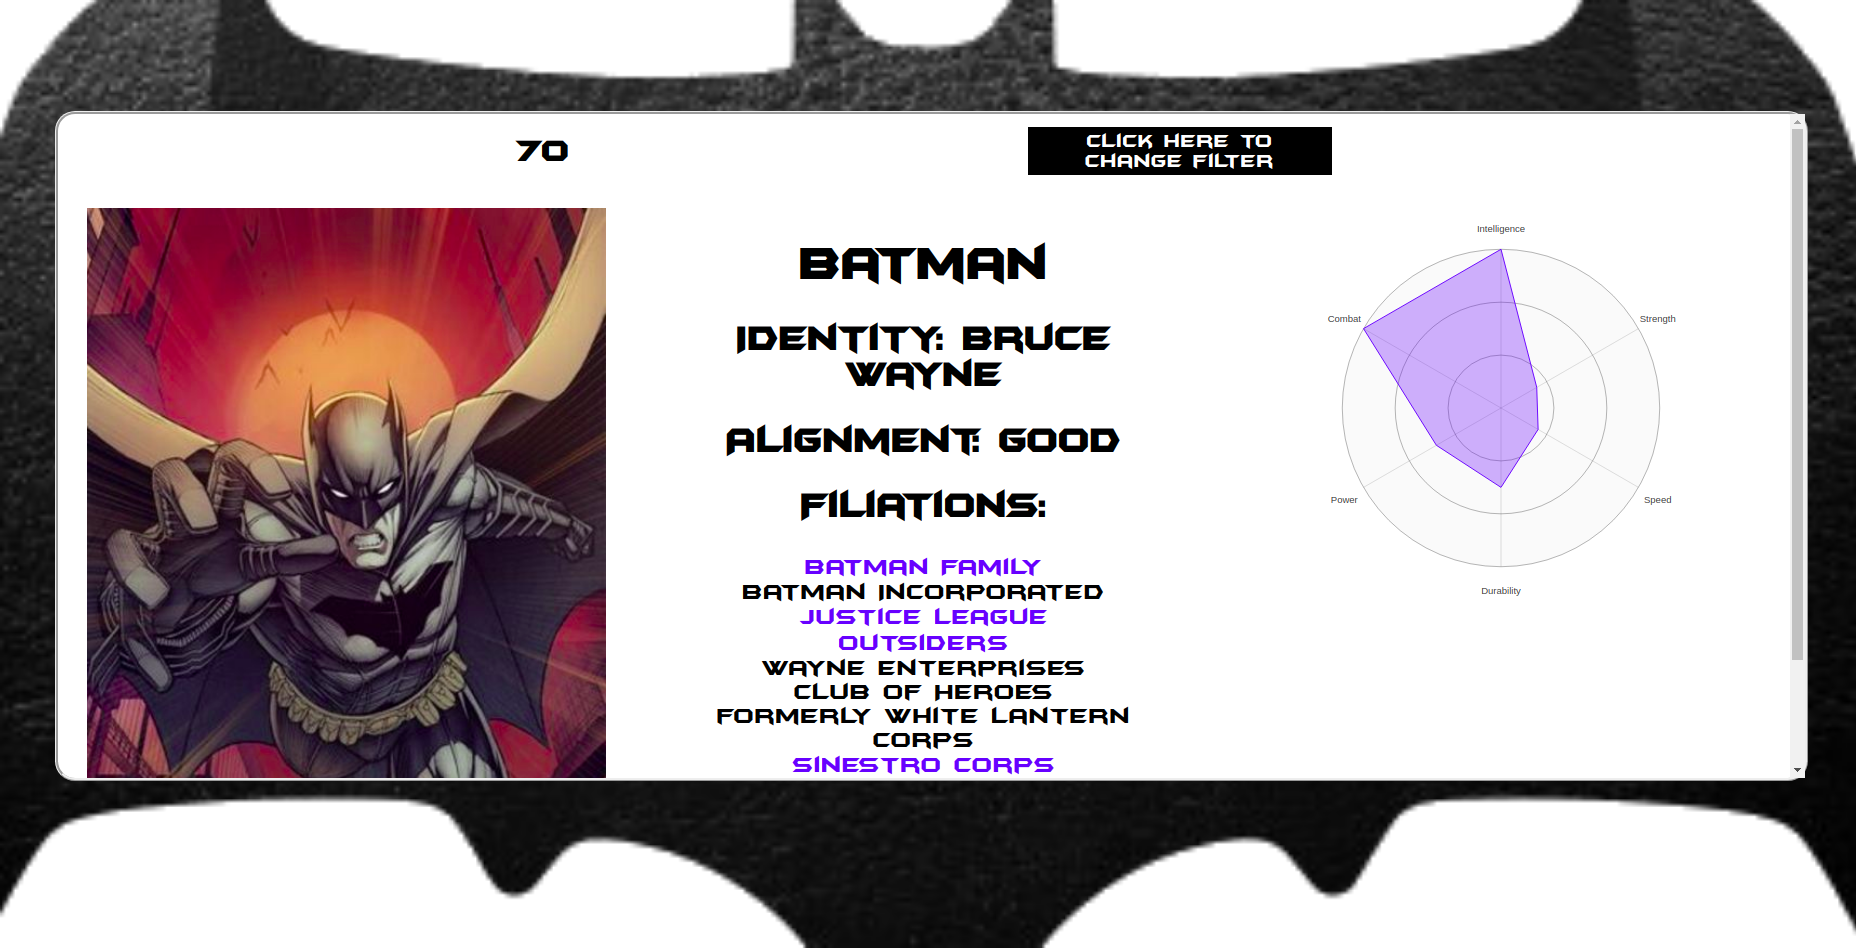 70
CLICK HERE TO
CHANGE FILTER
BATMAN
IDENTITY: BRUCE
WAYNE
ALIGNMENT: GOOD
FILIATIONS:
BATMAN FAMILY
BATMAN INCORPORATED
JUSTICE LEAGUE
OUTSIDERS
WAYNE ENTERPRISES
CLUB OF HEROES
FORMERLY WHITE LANTERN
CORPS
SINESTRO CORPS
Intelligence
Combat
Strength
Power
Speed
Durability